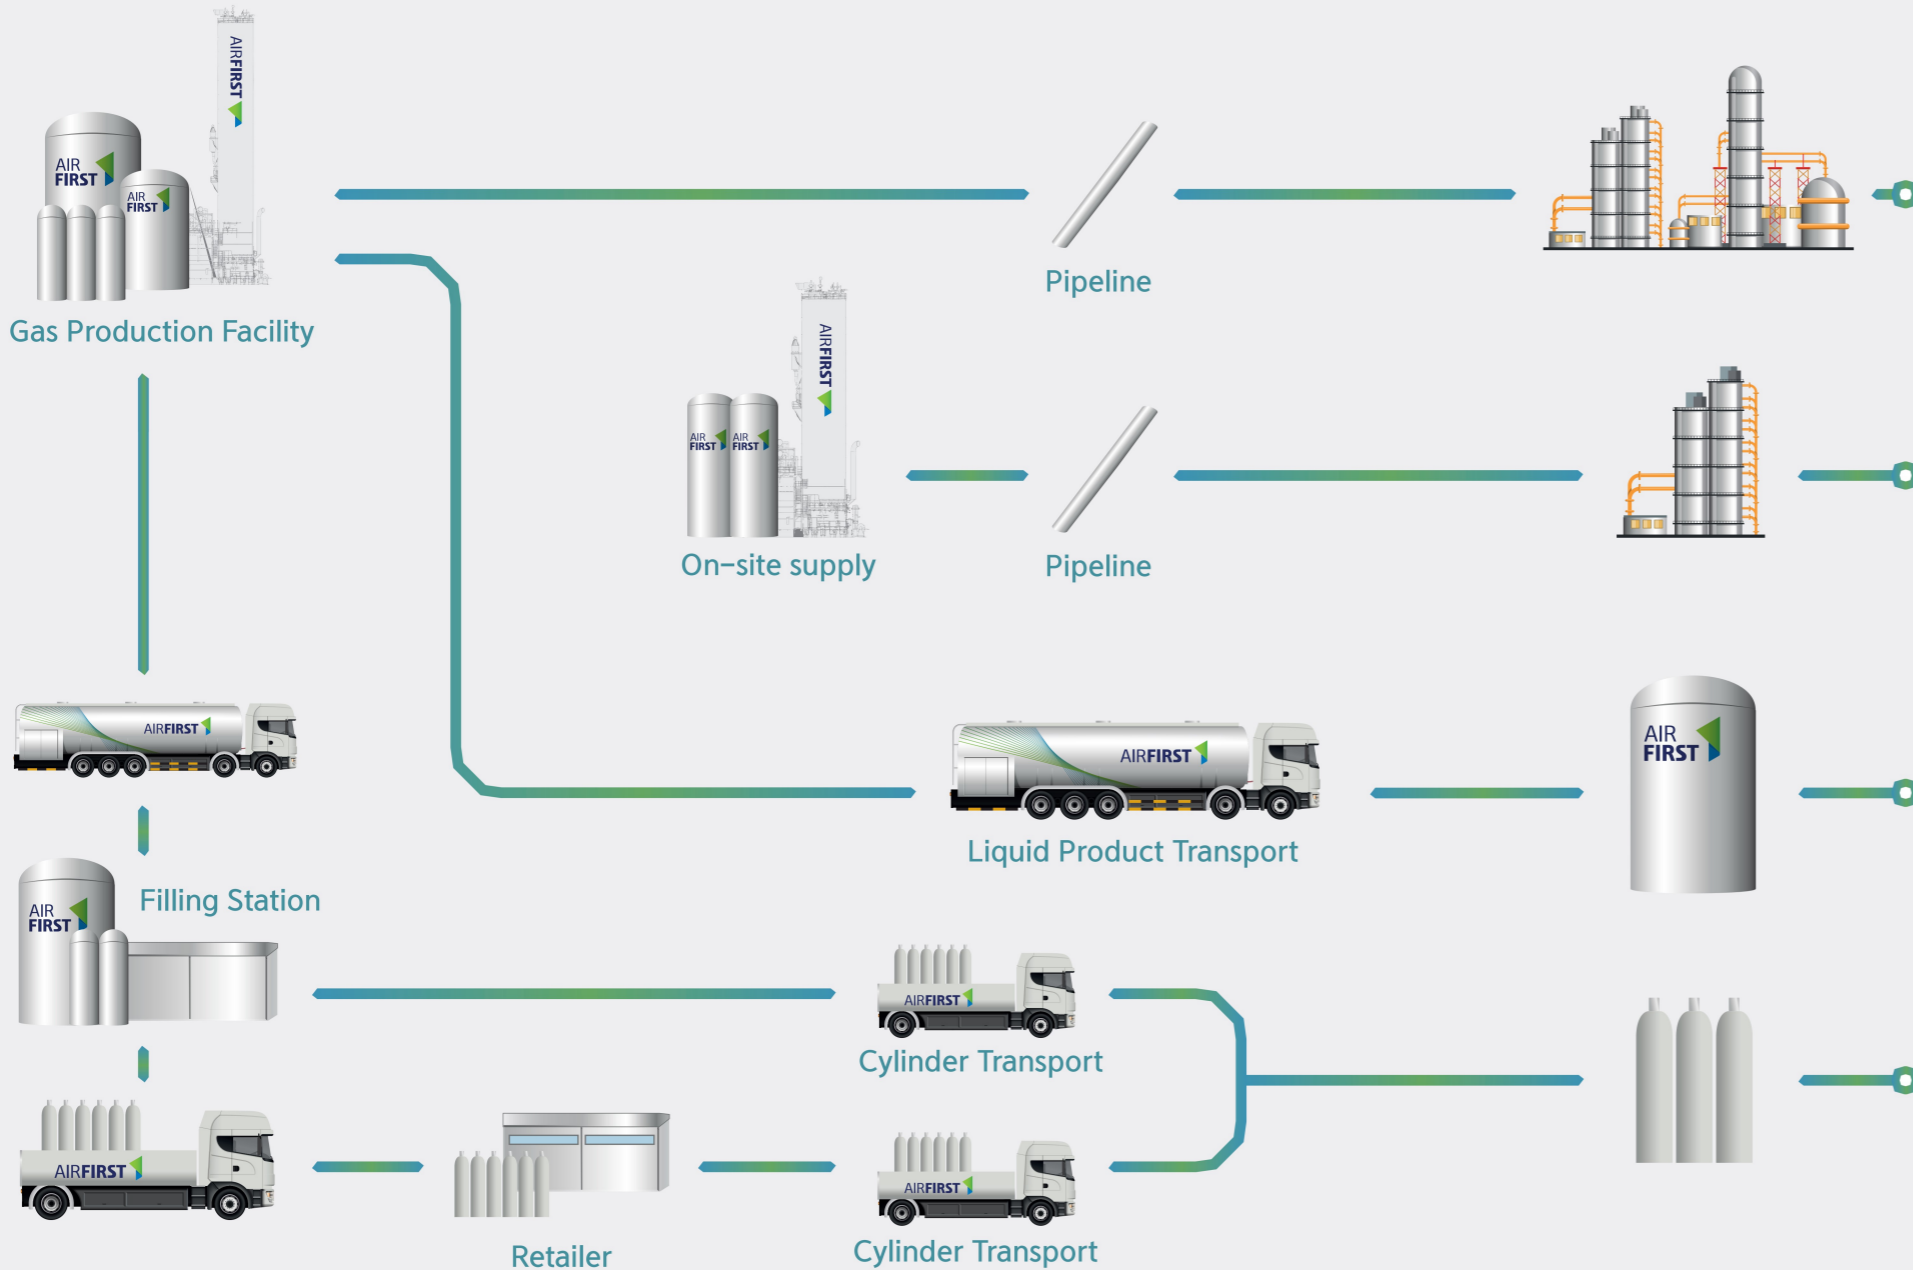 AIRFIRST
AIR
FIRST
AIR
FIRST
Gas Production Facility
Pipeline
AIRFIRST
AIR
FIRST
AIR
FIRST
On-site supply
Pipeline
AIRFIRST
AIRFIRST
Liquid Product Transport
AIR
FIRST
Filling Station
AIR
FIRST
AIRFIRST
Cylinder Transport
AIRFIRST
Retailer
AIRFIRST
Cylinder Transport